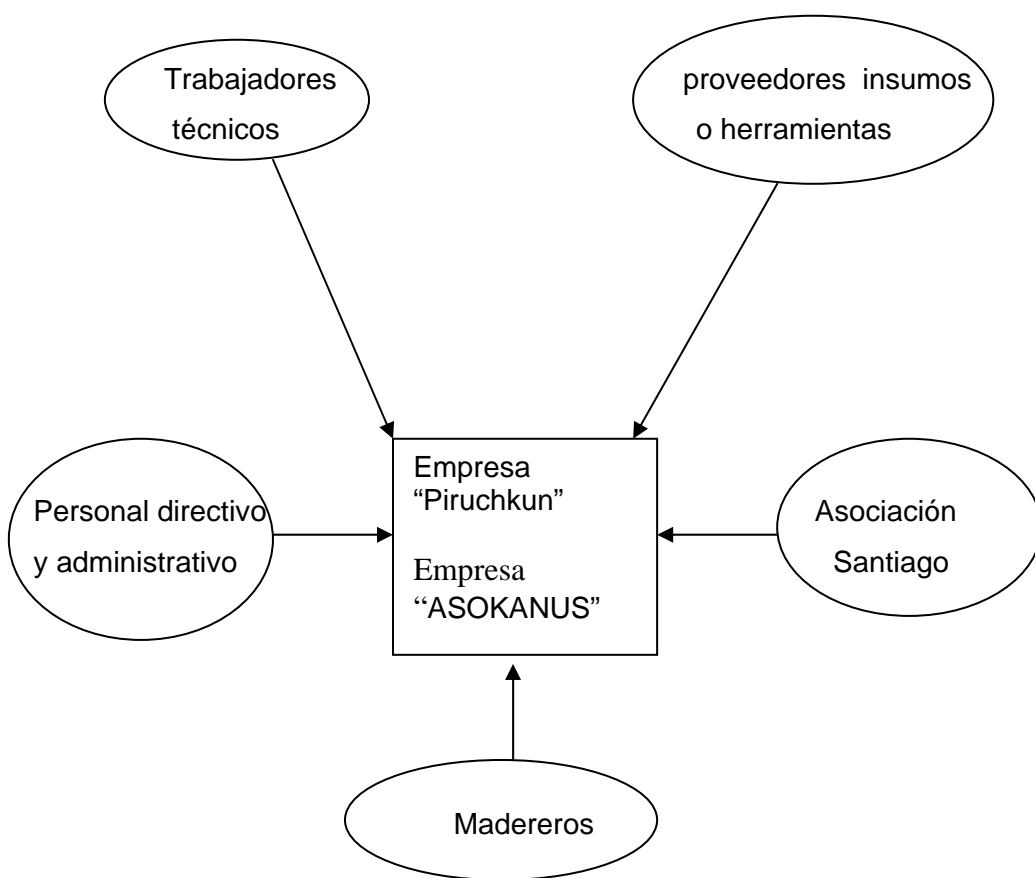 Trabajadores
técnicos
proveedores insumos
o herramientas
Empresa
“Piruchkun”
Empresa
“ASOKANUS”
Personal directivo
y administrativo
Asociación
Santiago
Madereros